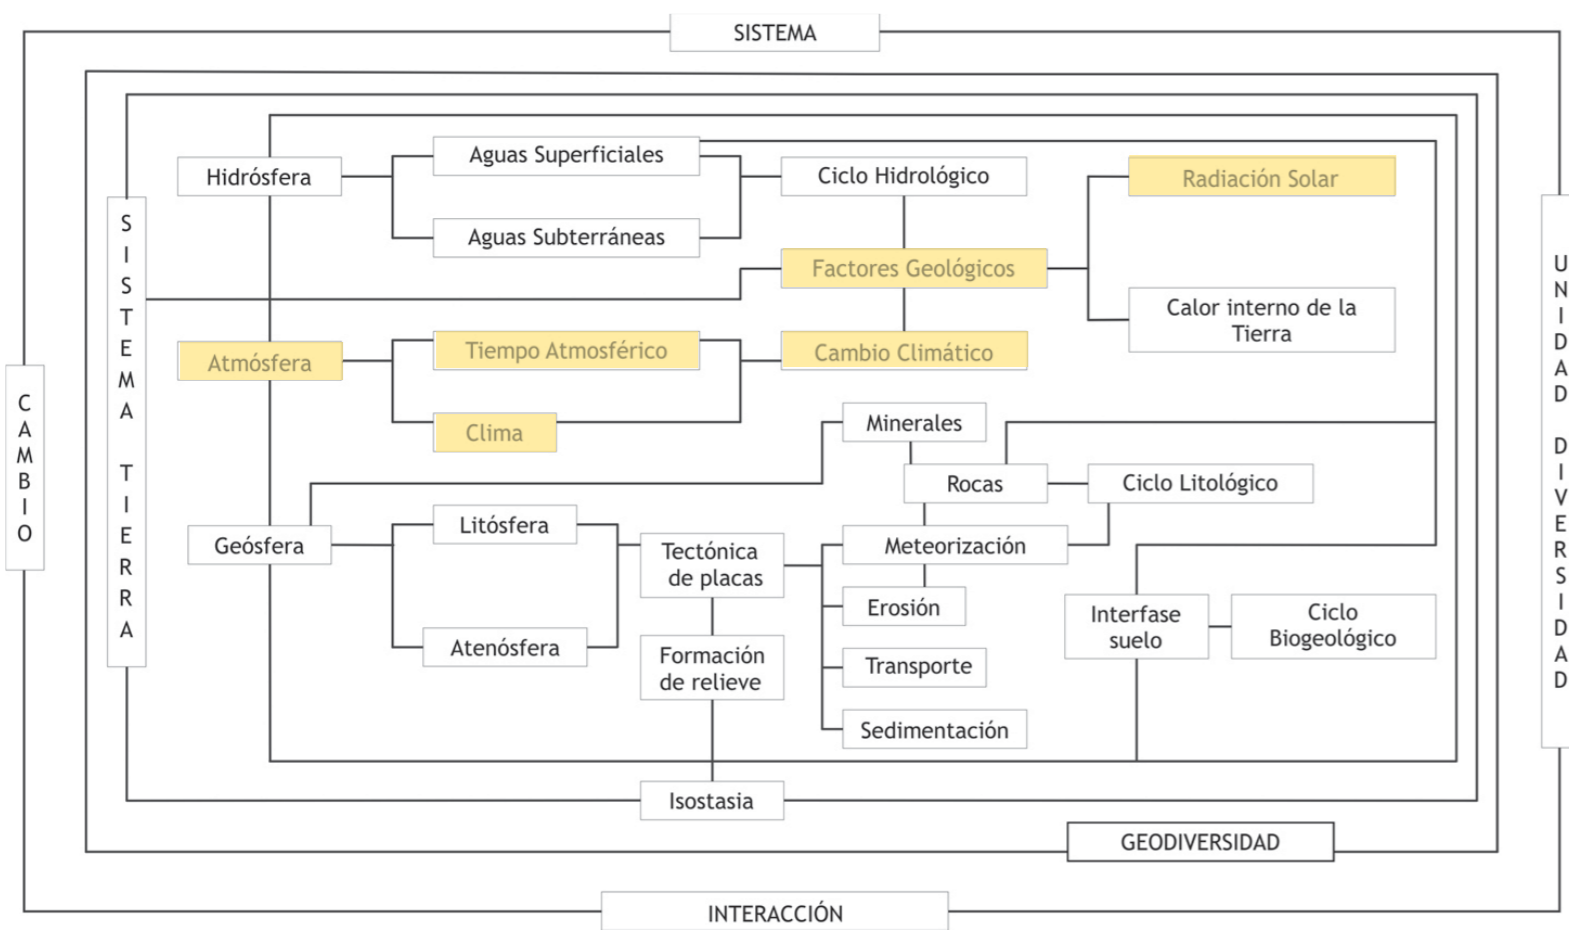 SISTEMA
Hidrósfera
Aguas Superficiales
Ciclo Hidrológico
Radiación Solar
Aguas Subterráneas
Factores Geológicos
Calor interno de la
Tierra
SISTEMA TIERRA
UNIDAD DIVERSIDAD
CAMBIO
Atmósfera
Tiempo Atmosférico
Cambio Climático
Clima
Minerales
Rocas
Ciclo Litológico
Geósfera
Litósfera
Tectónica
de placas
Meteorización
Erosión
Interfase
suelo
Ciclo
Biogeológico
Atenósfera
Formación
de relieve
Transporte
Sedimentación
Isostasia
GEODIVERSIDAD
INTERACCIÓN